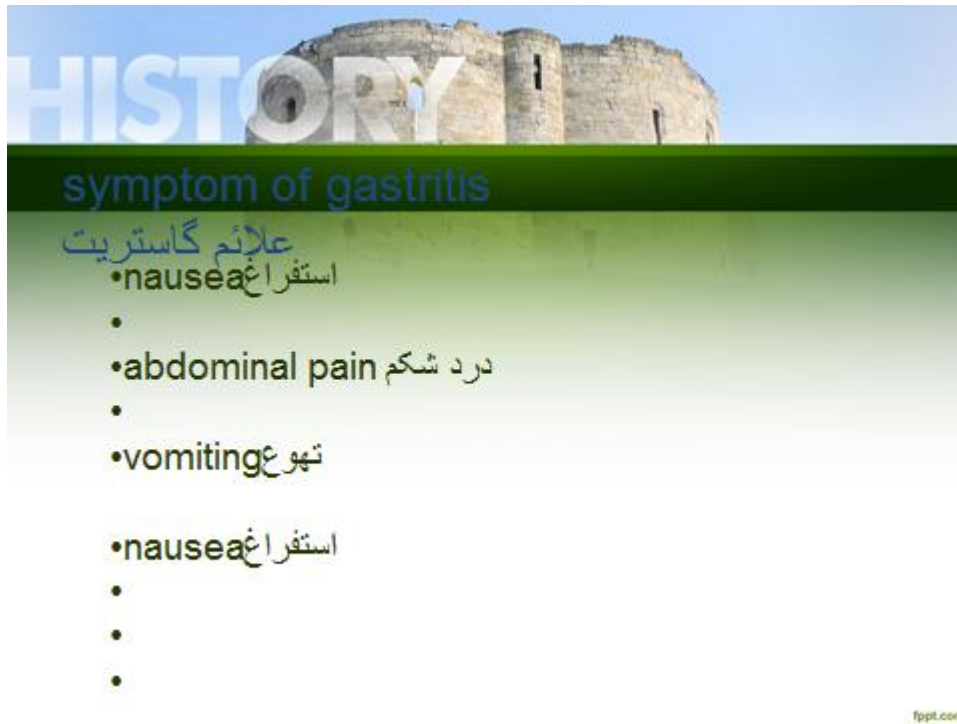 HISTORY
symptom of gastritis
علائم گاستریت
•nauseaاستفراغ
•
•abdominal pain درد شکم
•
•vomitingتهوع
•nauseaاستفراغ
•
•
•
fppt.com